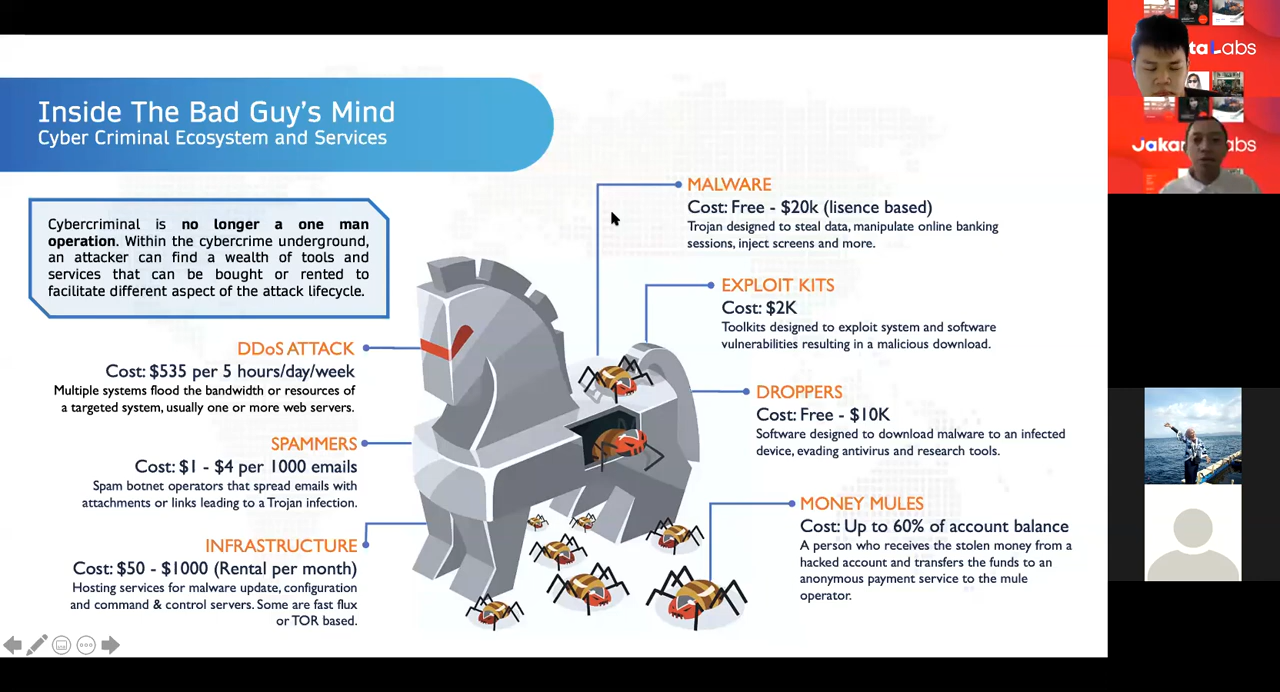 Inside The Bad Guy's Mind
Cyber Criminal Ecosystem and Services
Cybercriminal is no longer a one man
operation. Within the cybercrime underground,
an attacker can find a wealth of tools and
services that can be bought or rented to
facilitate different aspect of the attack lifecycle.
DDoS ATTACK
Cost: $535 per 5 hours/day/week
Multiple systems flood the bandwidth or resources of
a targeted system, usually one or more web servers.
SPAMMERS
Cost: $1 - $4 per 1000 emails
Spam botnet operators that spread emails with
attachments or links leading to a Trojan infection.
INFRASTRUCTURE
Cost: $50 - $1000 (Rental per month)
Hosting services for malware update, configuration
and command & control servers. Some are fast flux
or TOR based.
MALWARE
Cost: Free - $20k (lisence based)
Trojan designed to steal data, manipulate online banking
sessions, inject screens and more.
EXPLOIT KITS
Cost: $2K
Toolkits designed to exploit system and software
vulnerabilities resulting in a malicious download.
DROPPERS
Cost: Free - $10K
Software designed to download malware to an infected
device, evading antivirus and research tools.
MONEY MULES
Cost: Up to 60% of account balance
A person who receives the stolen money from a
hacked account and transfers the funds to an
anonymous payment service to the mule
operator.
ta Labs
Jaka abs